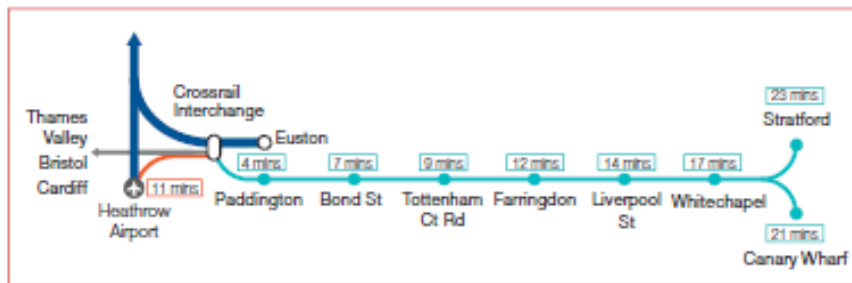 Crossrail
Interchange
Thames
Valley
Bristol
Cardiff
Euston
11 mins
Heathrow
Airport
4 mins
Paddington
7 mins
Bond St
9 mins
Tottenham
Ct Rd
12 mins
Farringdon
14 mins
Liverpool
St
17 mins
Whitechapel
23 mins
Stratford
21 mins
Canary Wharf